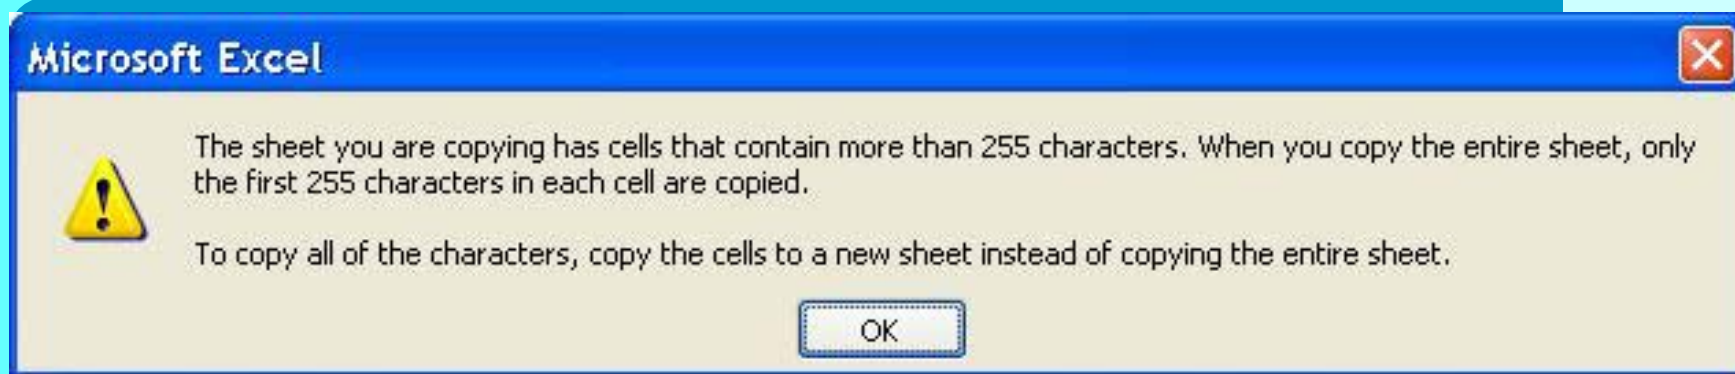 Microsoft Excel
The sheet you are copying has cells that contain more than 255 characters. When you copy the entire sheet, only
the first 255 characters in each cell are copied.
To copy all of the characters, copy the cells to a new sheet instead of copying the entire sheet.
OK